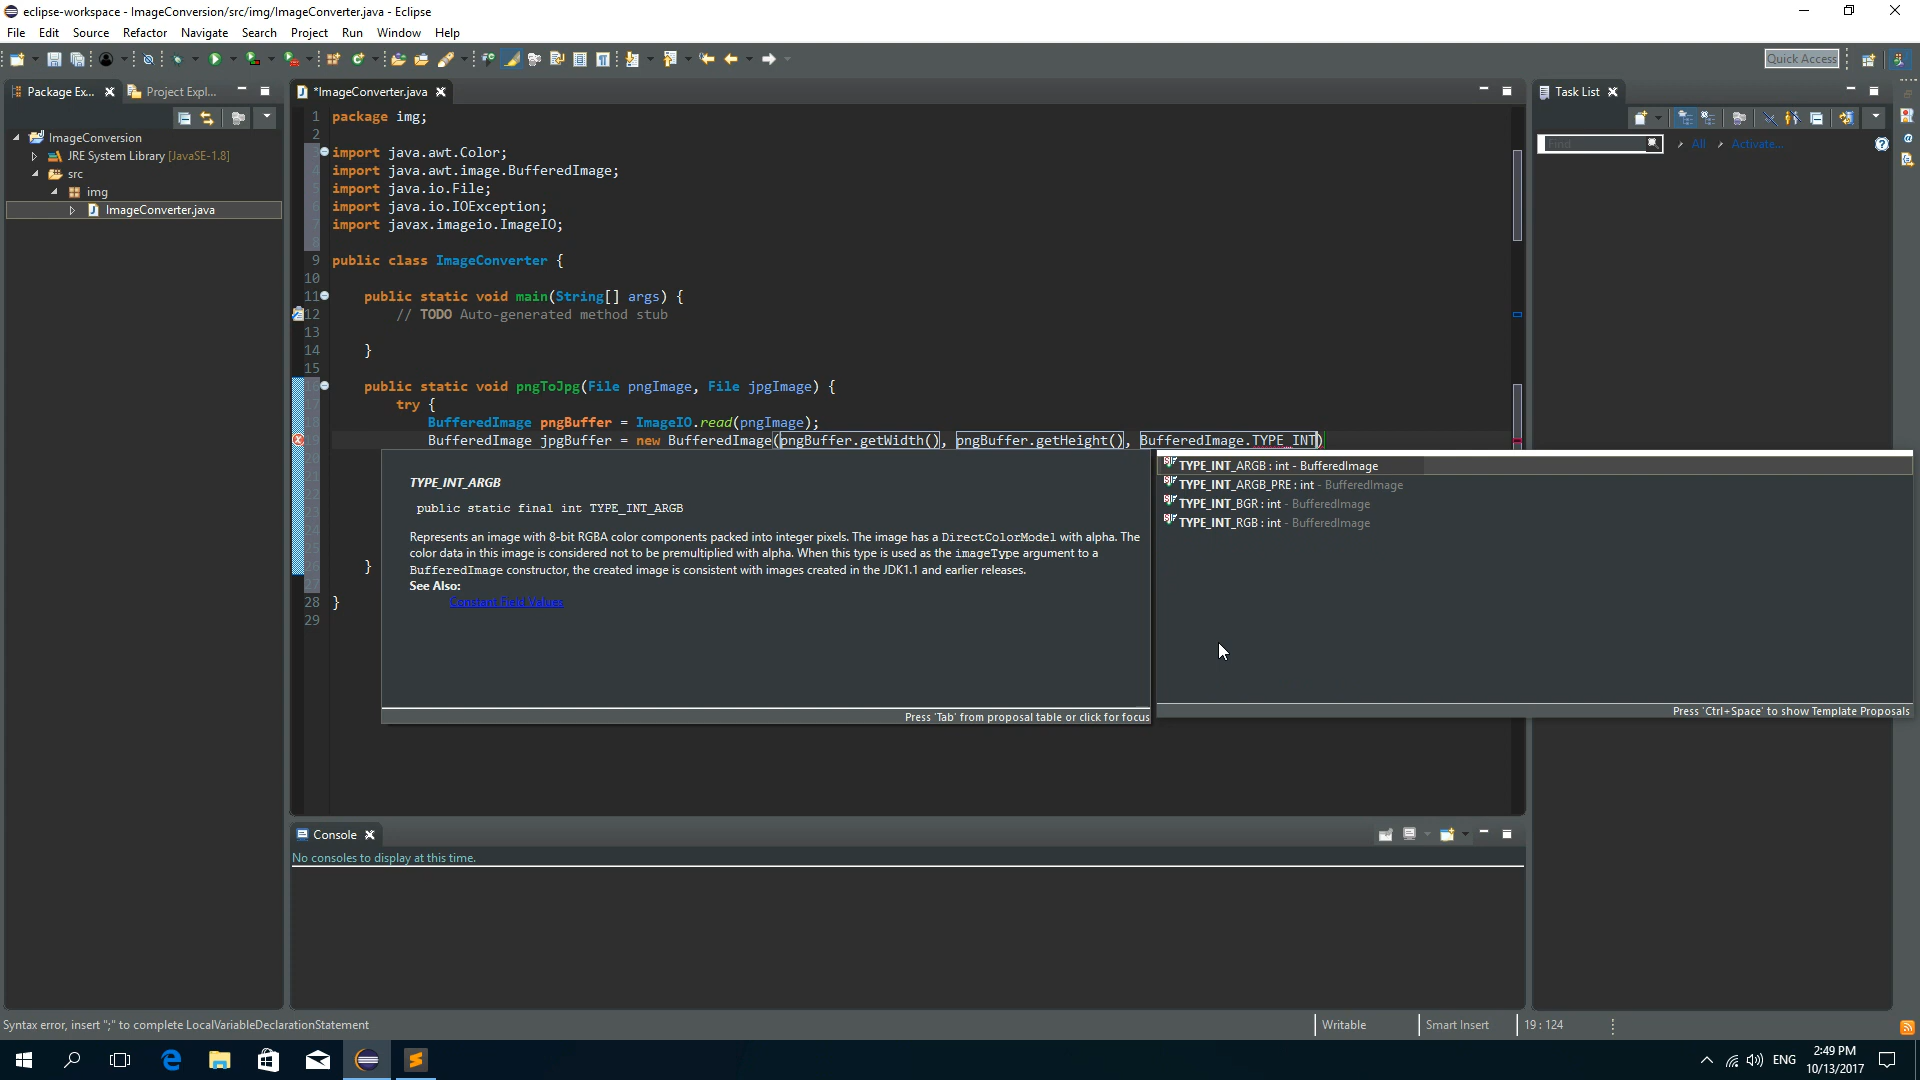 eclipse-workspace - ImageConversion/src/img/ImageConverter.java - Eclipse
File Edit Source Refactor Navigate Search Project Run Window Help
Quick Access
Package Ex...
Project Expl...
*ImageConverter.java
Task List
ImageConversion
JRE System Library [JavaSE-1.8]
src
img
ImageConverter.java
Find
All
Activate...
1 package img;
2
import java.awt.Color;
import java.awt.image.BufferedImage;
import java.io.File;
import java.io.IOException;
import javax.imageio.ImageIO;
9 public class ImageConverter {
10
11 public static void main(String[] args) {
12 // TODO Auto-generated method stub
13
14 }
15
public static void pngToJpg(File pngImage, File jpgImage) {
try {
BufferedImage pngBuffer = ImageIO.read(pngImage);
BufferedImage jpgBuffer = new BufferedImage(pngBuffer.getWidth(), pngBuffer.getHeight(), BufferedImage.TYPE_INT)
}
28 }
29
TYPE_INT_ARGB
public static final int TYPE_INT_ARGB
Represents an image with 8-bit RGBA color components packed into integer pixels. The image has a DirectColorModel with alpha. The
color data in this image is considered not to be premultiplied with alpha. When this type is used as the imageType argument to a
BufferedImage constructor, the created image is consistent with images created in the JDK1.1 and earlier releases.
See Also:
Constant Field Values
Press 'Tab' from proposal table or click for focus
TYPE_INT_ARGB : int - BufferedImage
TYPE_INT_ARGB_PRE : int - BufferedImage
TYPE_INT_BGR : int - BufferedImage
TYPE_INT_RGB : int - BufferedImage
Press 'Ctrl+Space' to show Template Proposals
Console
No consoles to display at this time.
Syntax error, insert ";" to complete LocalVariableDeclarationStatement
Writable
Smart Insert
19 : 124
ENG
2:49 PM
10/13/2017